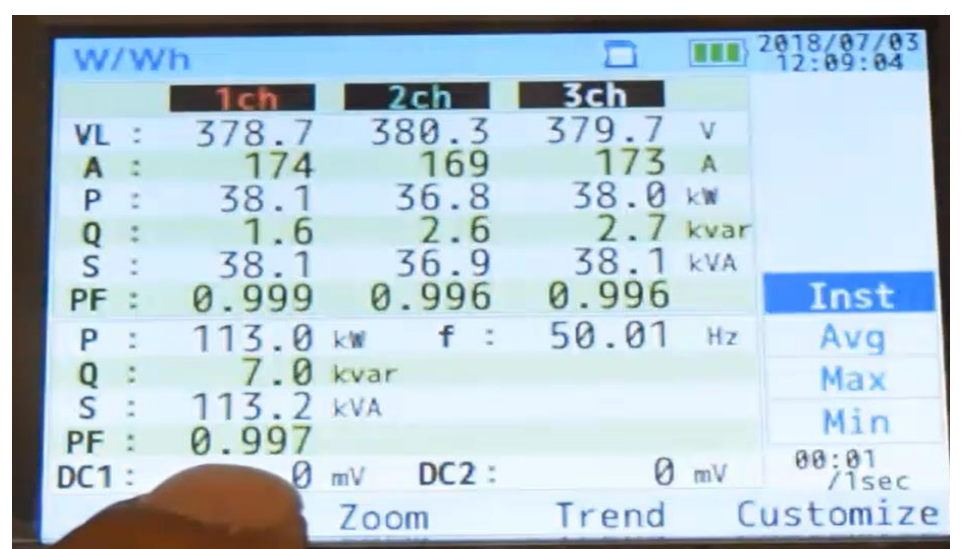 W/Wh 2018/07/03
12:09:04
1ch 2ch 3ch
VL : 378.7 380.3 379.7 V
A : 174 169 173 A
P : 38.1 36.8 38.0 kW
Q : 1.6 2.6 2.7 kvar
S : 38.1 36.9 38.1 kVA
PF : 0.999 0.996 0.996 Inst
P : 113.0 kW f : 50.01 Hz Avg
Q : 7.0 kvar Max
S : 113.2 kVA Min
PF : 0.997
DC1 : 0 mV DC2 : 0 mV 00:01
/1sec
Zoom Trend Customize